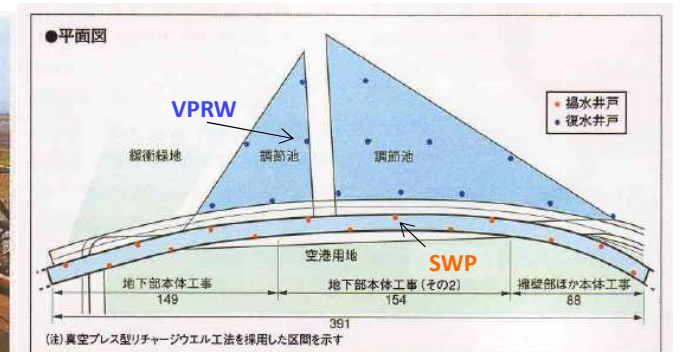 ●平面図
VPRW
揚水井戸
復水井戸
緩衝緑地
調節池
調節池
空港用地
SWP
地下部本体工事
地下部本体工事(その2)
擁壁部ほか本体工事
149
154
88
391
(注)真空プレス型リチャージウエル工法を採用した区間を示す